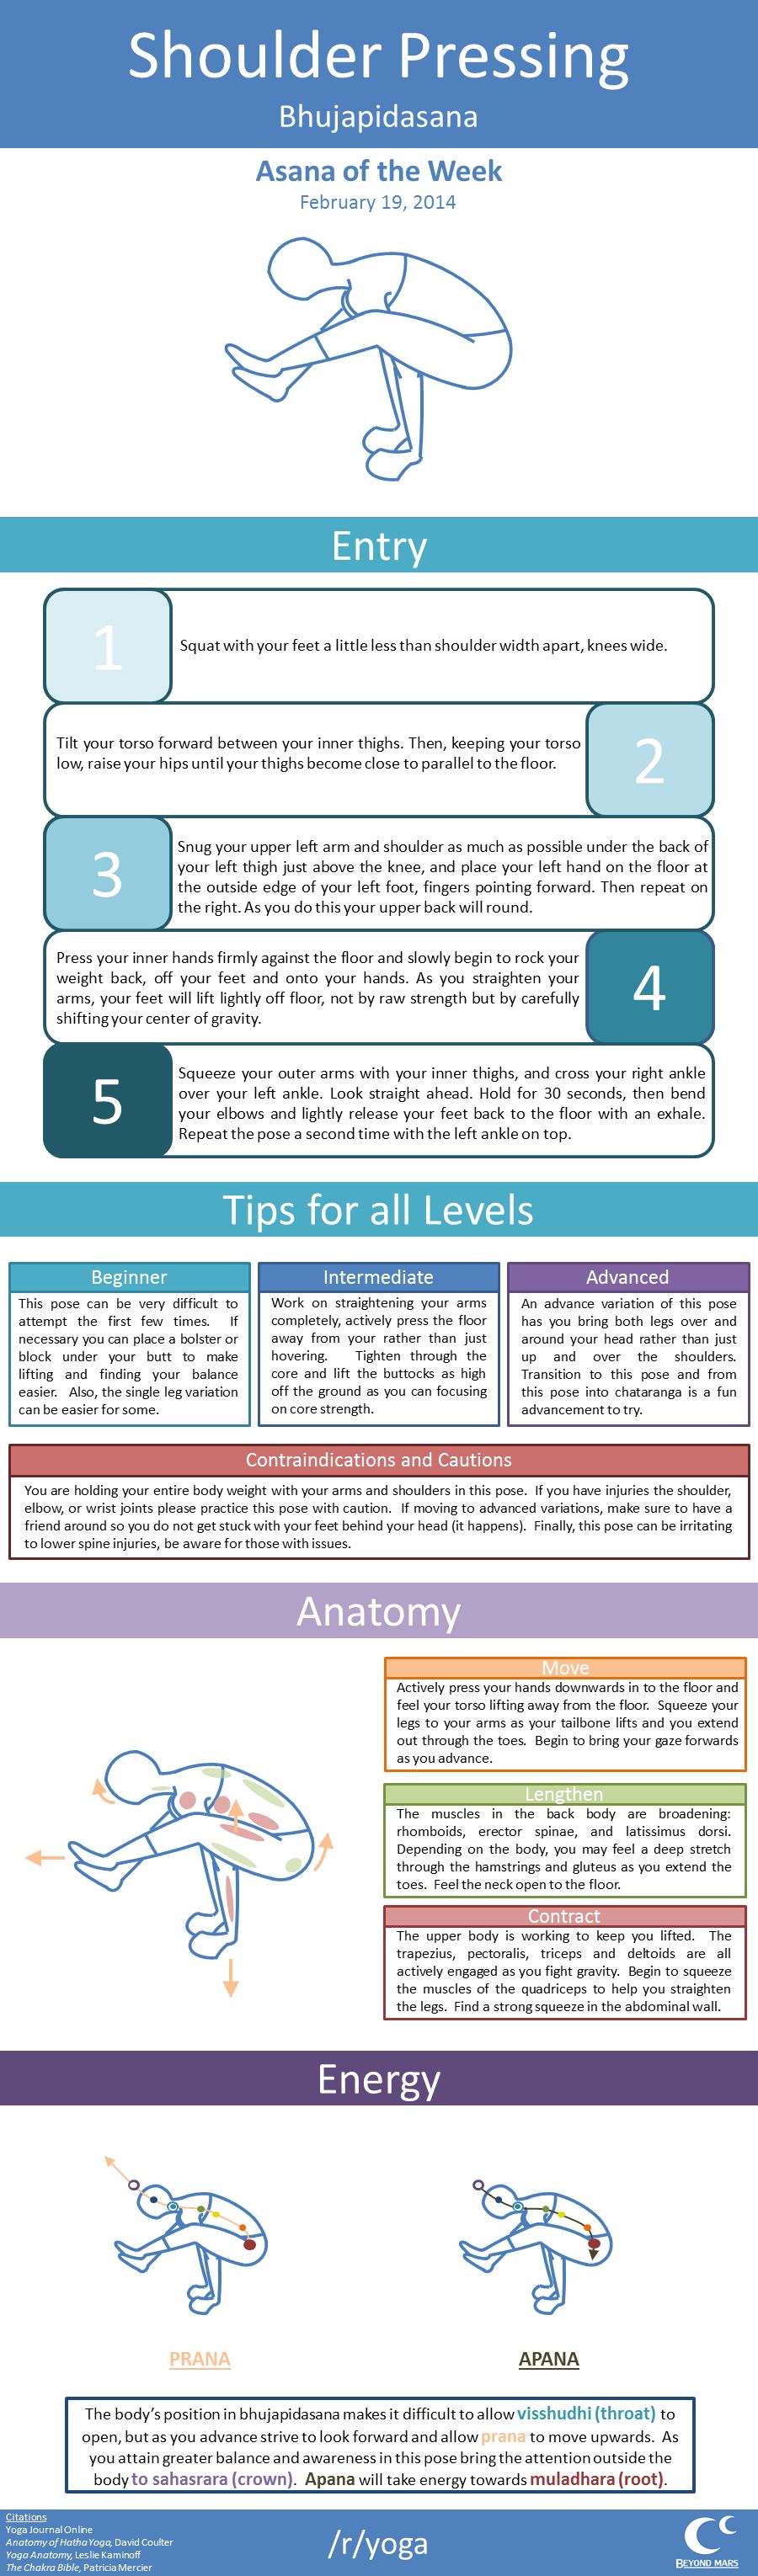 Shoulder Pressing
Bhujapidasana
Asana of the Week
February 19, 2014
Entry
1
Squat with your feet a little less than shoulder width apart, knees wide.
Tilt your torso forward between your inner thighs. Then, keeping your torso
low, raise your hips until your thighs become close to parallel to the floor.
2
3
Snug your upper left arm and shoulder as much as possible under the back of
your left thigh just above the knee, and place your left hand on the floor at
the outside edge of your left foot, fingers pointing forward. Then repeat on
the right. As you do this your upper back will round.
Press your inner hands firmly against the floor and slowly begin to rock your
weight back, off your feet and onto your hands. As you straighten your
arms, your feet will lift lightly off floor, not by raw strength but by carefully
shifting your center of gravity.
4
5
Squeeze your outer arms with your inner thighs, and cross your right ankle
over your left ankle. Look straight ahead. Hold for 30 seconds, then bend
your elbows and lightly release your feet back to the floor with an exhale.
Repeat the pose a second time with the left ankle on top.
Tips for all Levels
Beginner
This pose can be very difficult to
attempt the first few times. If
necessary you can place a bolster or
block under your butt to make
lifting and finding your balance
easier. Also, the single leg variation
can be easier for some.
Intermediate
Work on straightening your arms
completely, actively press the floor
away from your rather than just
hovering. Tighten through the
core and lift the buttocks as high
off the ground as you can focusing
on core strength.
Advanced
An advance variation of this pose
has you bring both legs over and
around your head rather than just
up and over the shoulders.
Transition to this pose and from
this pose into chataranga is a fun
advancement to try.
Contraindications and Cautions
You are holding your entire body weight with your arms and shoulders in this pose. If you have injuries the shoulder,
elbow, or wrist joints please practice this pose with caution. If moving to advanced variations, make sure to have a
friend around so you do not get stuck with your feet behind your head (it happens). Finally, this pose can be irritating
to lower spine injuries, be aware for those with issues.
Anatomy
Move
Actively press your hands downwards in to the floor and
feel your torso lifting away from the floor. Squeeze your
legs to your arms as your tailbone lifts and you extend
out through the toes. Begin to bring your gaze forwards
as you advance.
Lengthen
The muscles in the back body are broadening:
rhomboids, erector spinae, and latissimus dorsi.
Depending on the body, you may feel a deep stretch
through the hamstrings and gluteus as you extend the
toes. Feel the neck open to the floor.
Contract
The upper body is working to keep you lifted. The
trapezius, pectoralis, triceps and deltoids are all
actively engaged as you fight gravity. Begin to squeeze
the muscles of the quadriceps to help you straighten
the legs. Find a strong squeeze in the abdominal wall.
Energy
PRANA
APANA
The body's position in bhujapidasana makes it difficult to allow visshudhi (throat) to
open, but as you advance strive to look forward and allow prana to move upwards. As
you attain greater balance and awareness in this pose bring the attention outside the
body to sahasrara (crown). Apana will take energy towards muladhara (root).
Citations
Yoga Journal Online
Anatomy of Hatha Yoga, David Coulter
Yoga Anatomy, Leslie Kaminoff
The Chakra Bible, Patricia Mercier
/r/yoga
BEYOND MARS